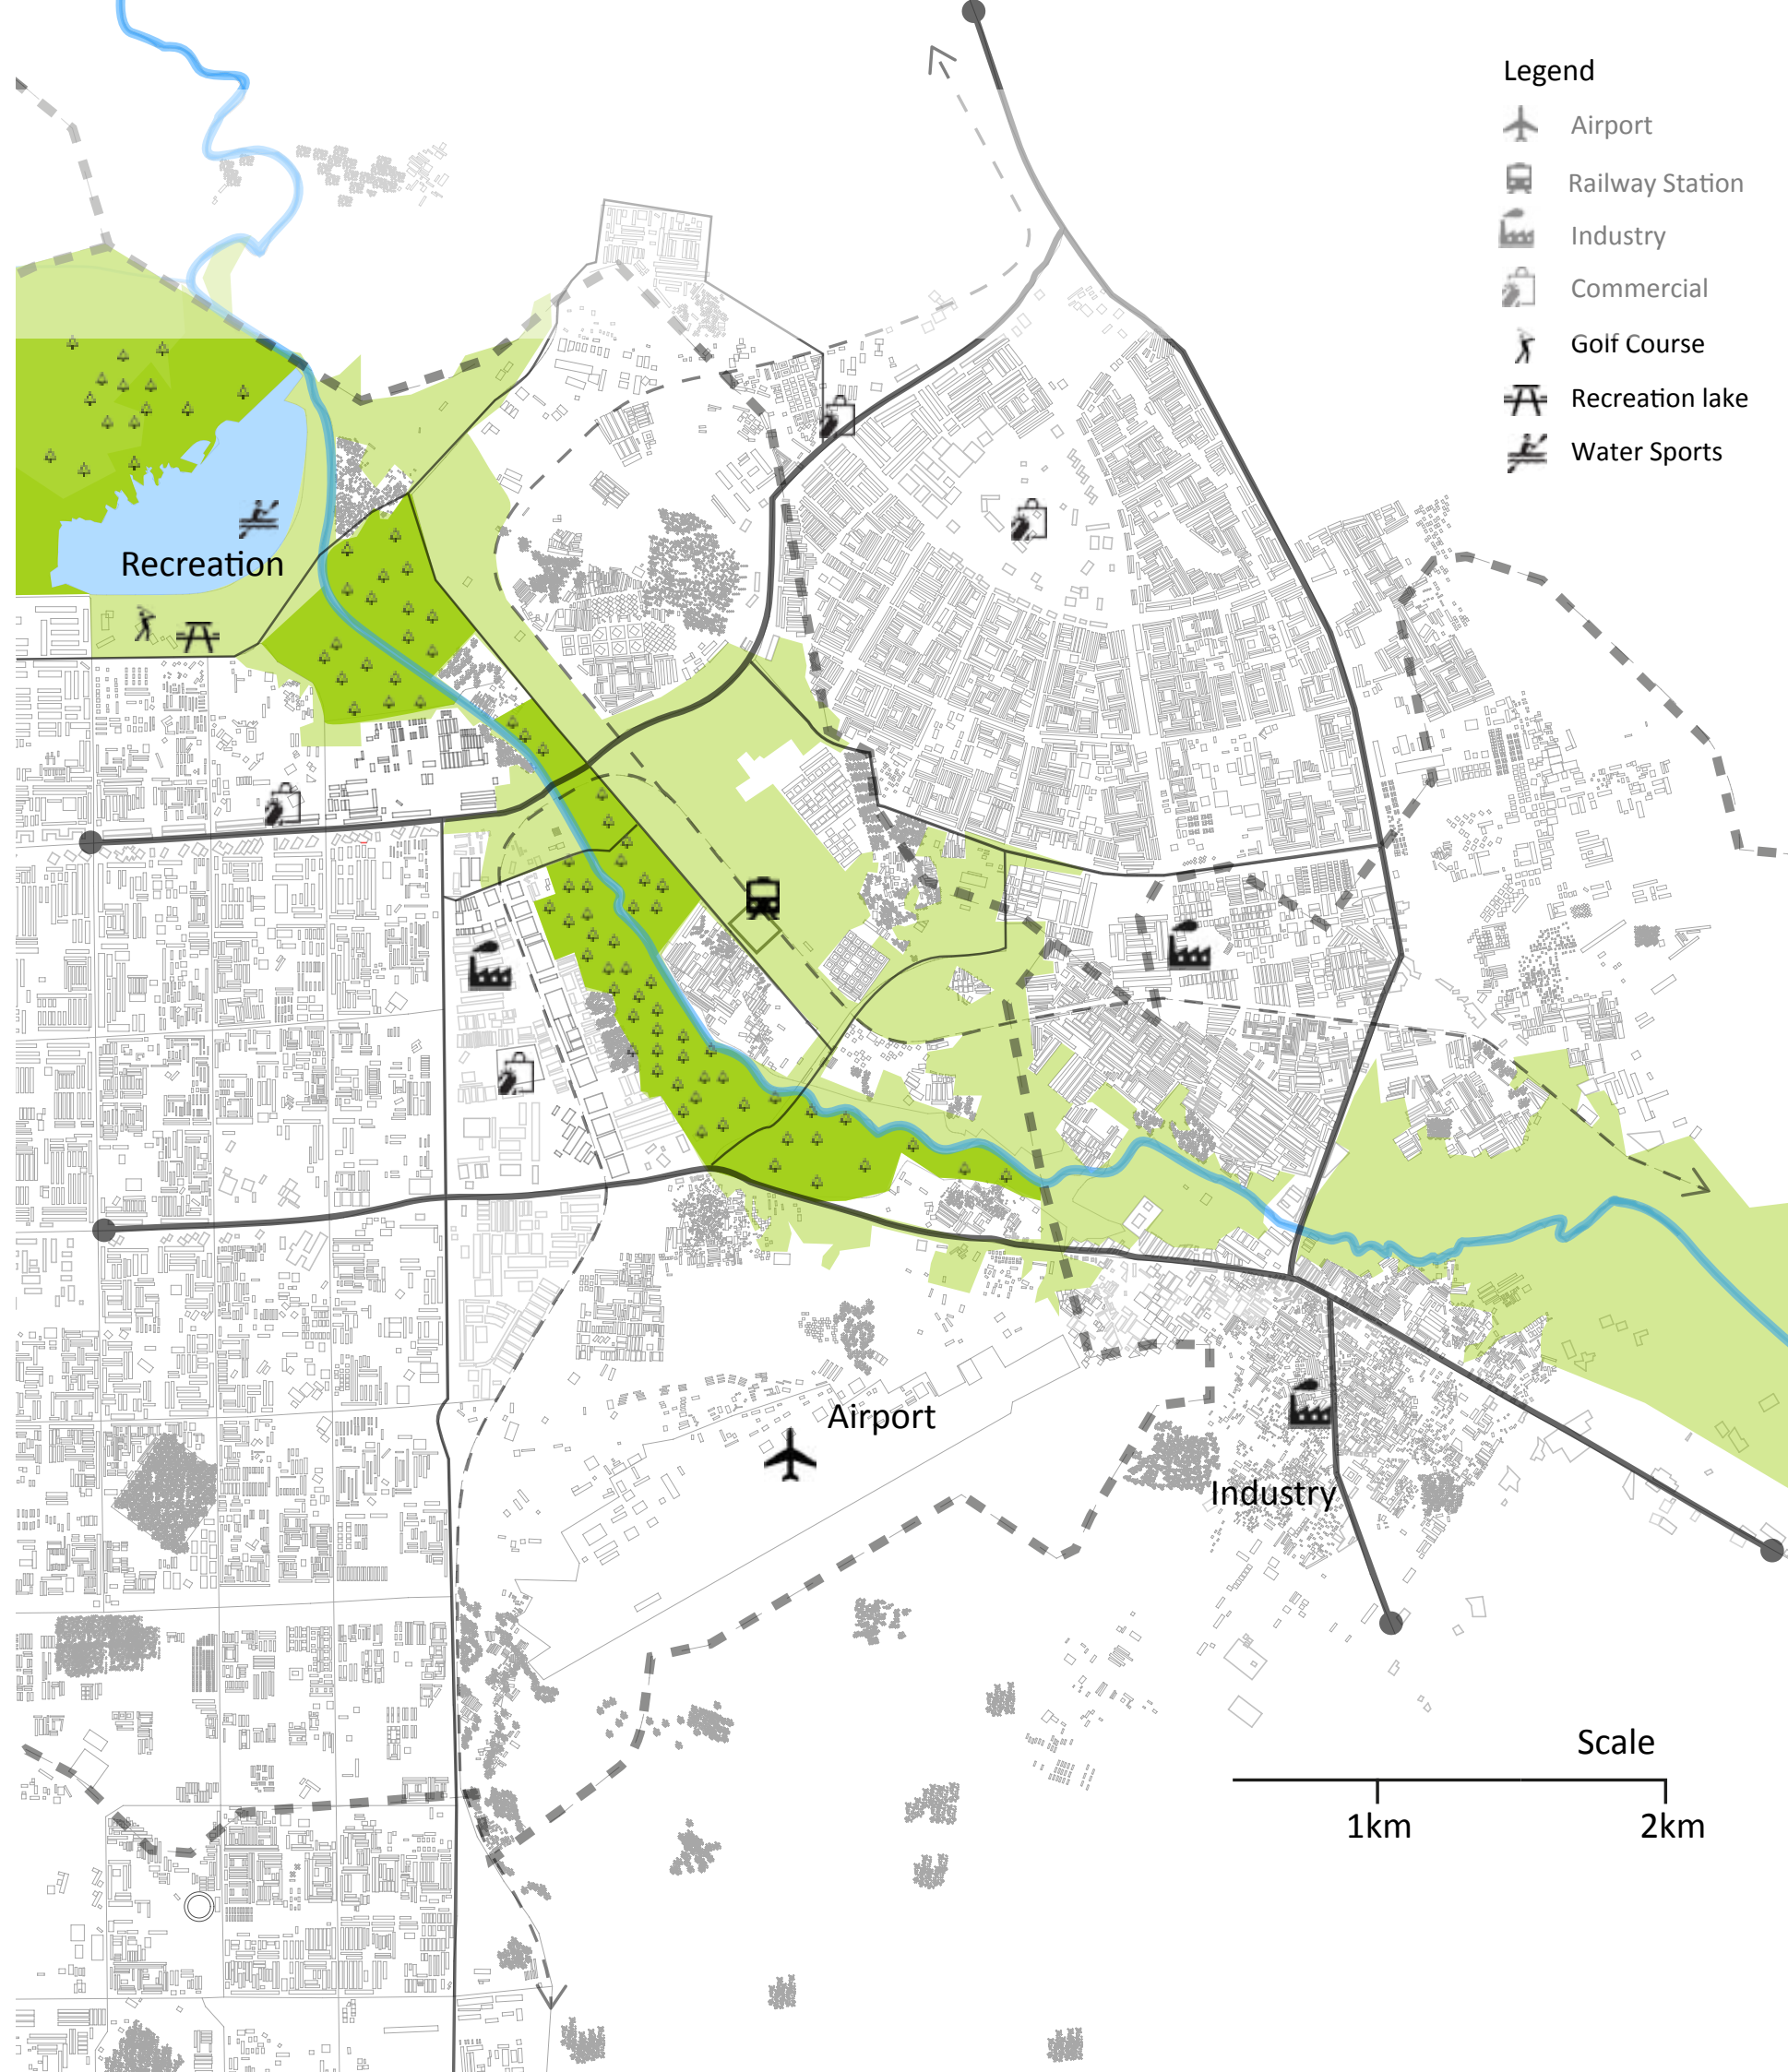 Legend
Airport
Railway Station
Industry
Commercial
Golf Course
Recreation lake
Water Sports
Recreation
Airport
Industry
Scale
1km 2km